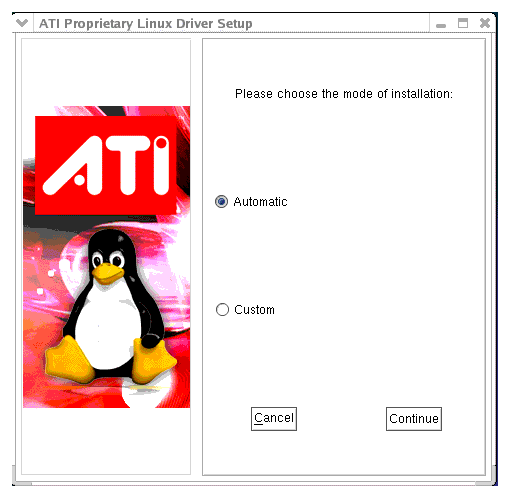 ATI Proprietary Linux Driver Setup
ATI
Please choose the mode of installation:
Automatic
Custom
Cancel
Continue